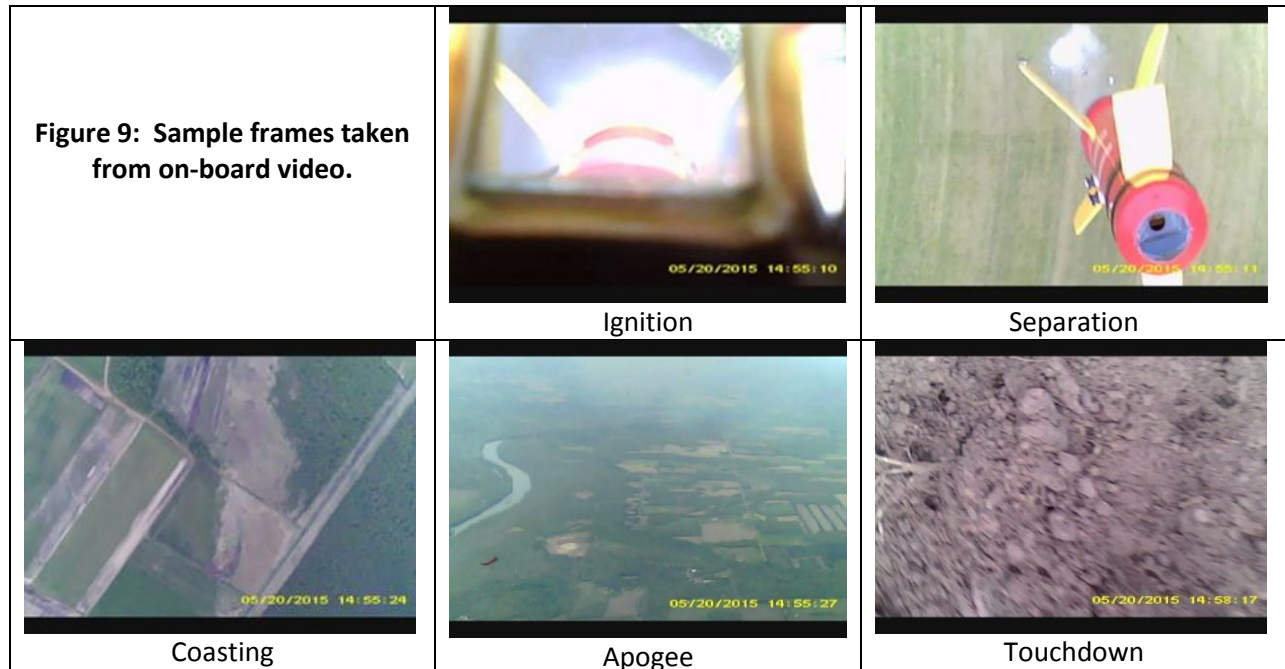 Figure 9: Sample frames taken
from on-board video.
05/20/2015 14:55:10
Ignition
05/20/2015 14:55:11
Separation
05/20/2015 14:55:24
Coasting
05/20/2015 14:55:27
Apogee
05/20/2015 14:58:17
Touchdown